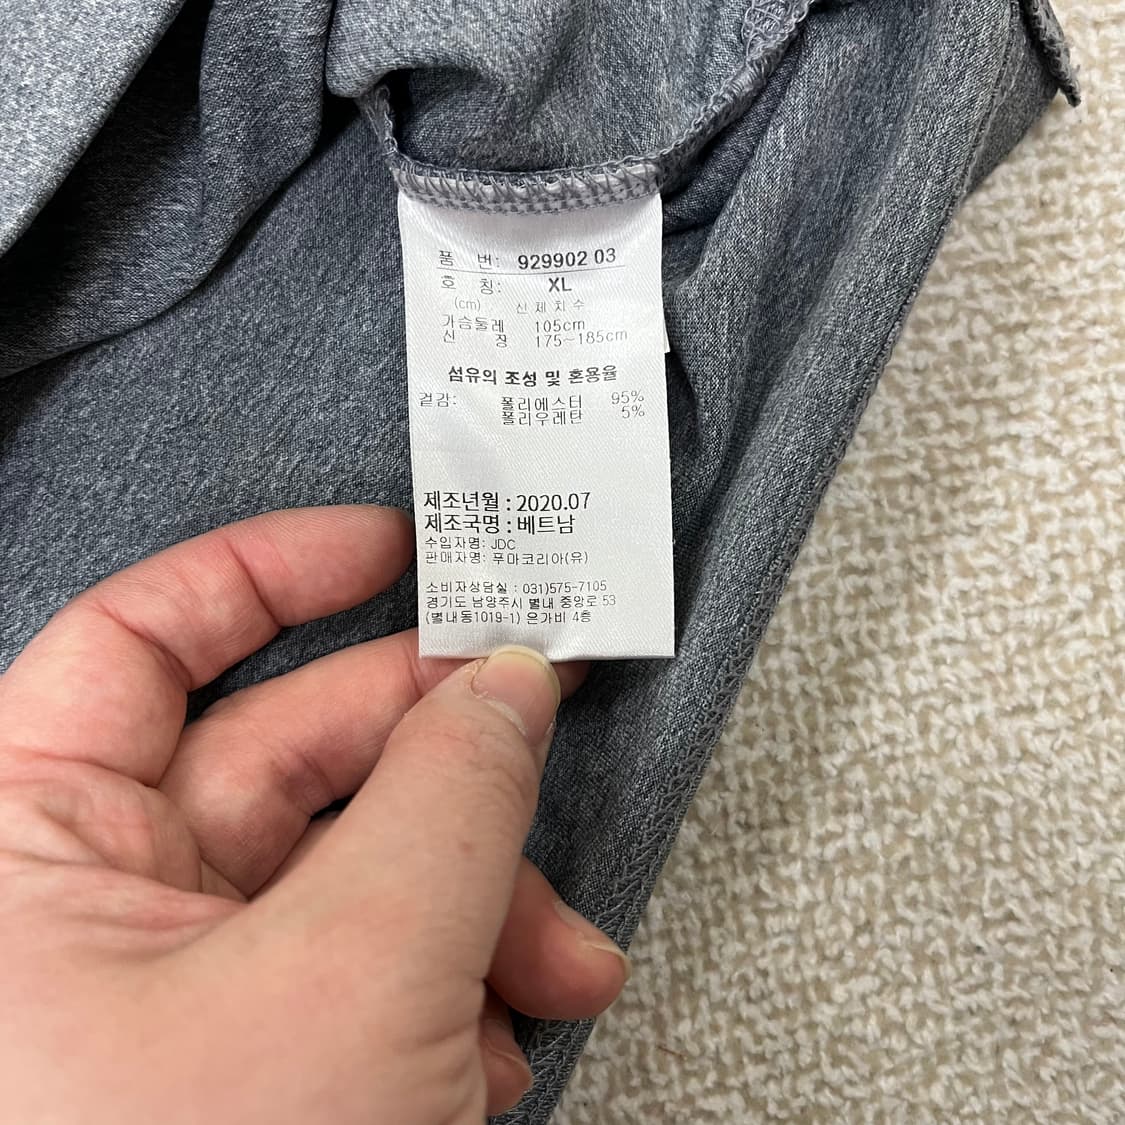 품 번: 929902 03
호 칭: XL
(cm) 신체치수
가슴둘레 105cm
신 장 175~185cm
섬유의 조성 및 혼용율
겉감: 폴리에스터 95%
폴리우레탄 5%
제조년월 : 2020.07
제조국명 : 베트남
수입자명: JDC
판매자명: 푸마코리아(유)
소비자상담실 : 031)575-7105
경기도 남양주시 별내 중앙로 53
(별내동1019-1) 은가비 4층